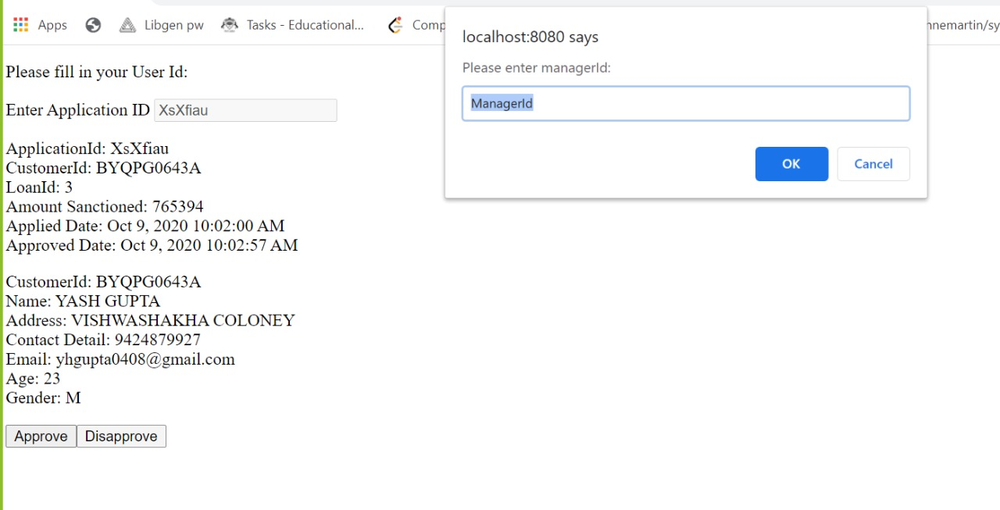 Apps Libgen pw Tasks - Educational... Comp
nnemartin/sy
localhost:8080 says
Please enter managerId:
ManagerId
OK Cancel
Please fill in your User Id:
Enter Application ID XsXfiau
ApplicationId: XsXfiau
CustomerId: BYQPG0643A
LoanId: 3
Amount Sanctioned: 765394
Applied Date: Oct 9, 2020 10:02:00 AM
Approved Date: Oct 9, 2020 10:02:57 AM
CustomerId: BYQPG0643A
Name: YASH GUPTA
Address: VISHWASHAKHA COLONEY
Contact Detail: 9424879927
Email: yhgupta0408@gmail.com
Age: 23
Gender: M
Approve Disapprove